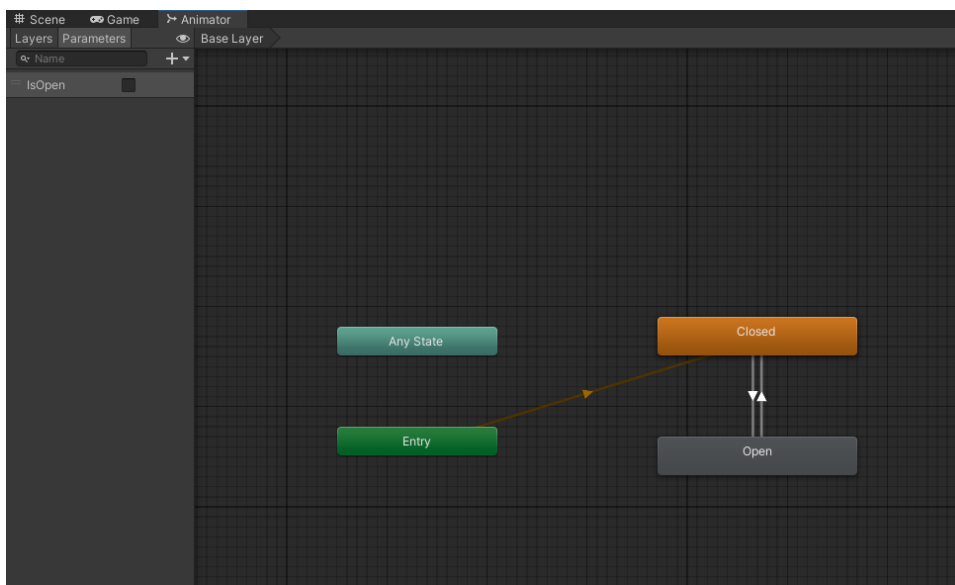 Scene Game Animator
Layers Parameters Base Layer
Name
IsOpen
Closed
Any State
Entry
Open